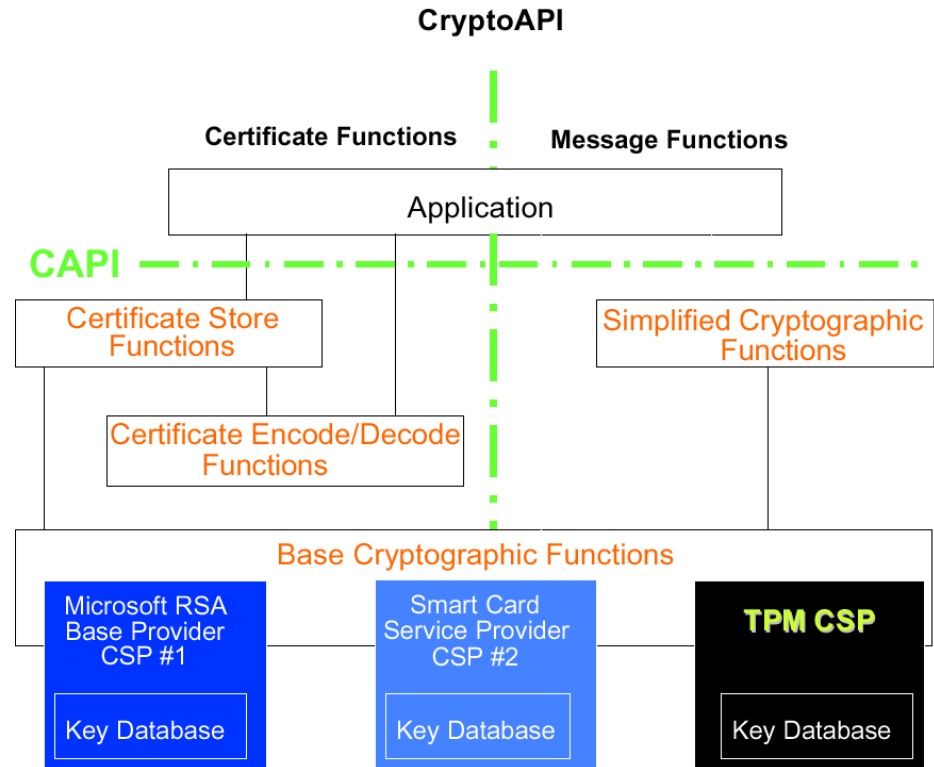 CryptoAPI
Certificate Functions
Message Functions
Application
CAPI
Certificate Store
Functions
Simplified Cryptographic
Functions
Certificate Encode/Decode
Functions
Base Cryptographic Functions
Microsoft RSA
Base Provider
CSP #1
Key Database
Smart Card
Service Provider
CSP #2
Key Database
TPM CSP
Key Database